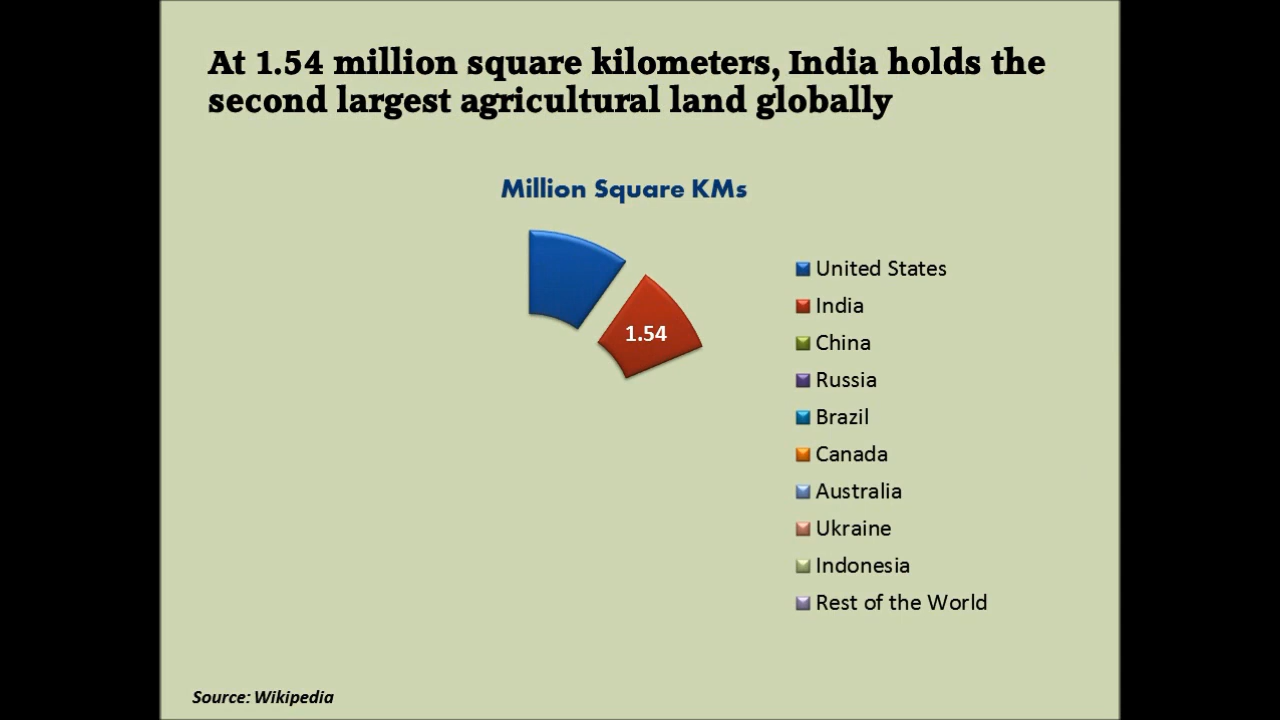 At 1.54 million square kilometers, India holds the
second largest agricultural land globally
Million Square KMs
1.54
United States
India
China
Russia
Brazil
Canada
Australia
Ukraine
Indonesia
Rest of the World
Source: Wikipedia